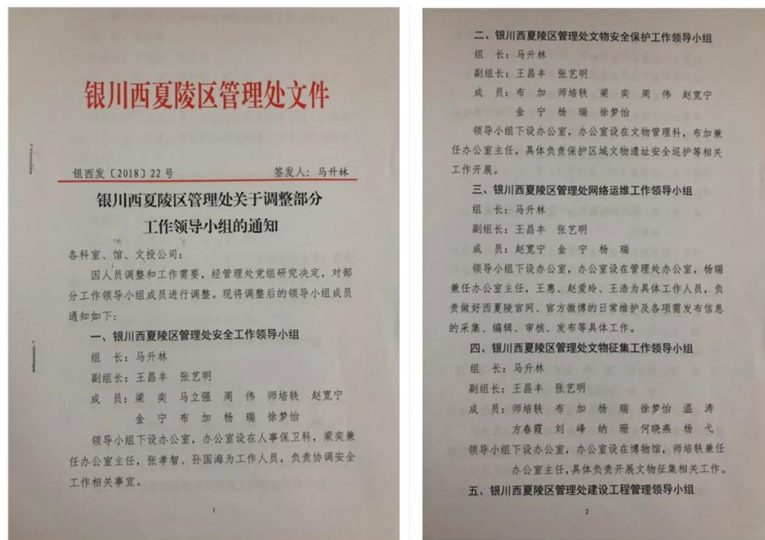 银川西夏陵区管理处文件
银西发〔2018〕22号 签发人：马升林
银川西夏陵区管理处关于调整部分
工作领导小组的通知
各科室、馆、文投公司：
因人员调整和工作需要，经管理处党组研究决定，对部
分工作领导小组成员进行调整。现将调整后的领导小组成员
通知如下：
一、银川西夏陵区管理处安全工作领导小组
组 长：马升林
副组长：王昌丰 张艺明
成 员：梁 奕 马立强 周 伟 师培轶 赵宽宁
金 宁 布 加 杨 瑞 徐梦怡
领导小组下设办公室，办公室设在人事保卫科，梁奕兼
任办公室主任，张孝智、孙国海为工作人员，负责协调安全
工作相关事宜。
1
二、银川西夏陵区管理处文物安全保护工作领导小组
组 长：马升林
副组长：王昌丰 张艺明
成 员：布 加 师培轶 梁 奕 周 伟 赵宽宁
金 宁 杨 瑞 徐梦怡
领导小组下设办公室，办公室设在文物管理科，布加兼
任办公室主任，具体负责保护区域文物遗址安全巡护等相关
工作开展。
三、银川西夏陵区管理处网络运维工作领导小组
组 长：马升林
副组长：王昌丰 张艺明
成 员：赵宽宁 金 宁 杨 瑞
领导小组下设办公室，办公室设在管理处办公室，杨瑞
兼任办公室主任，王惠、赵爱玲、王浩为具体工作人员，负
责做好西夏陵官网、官方微博的日常维护及各项需发布信息
的采集、编辑、审核、发布等具体工作。
四、银川西夏陵区管理处文物征集工作领导小组
组 长：马升林
副组长：王昌丰 张艺明
成 员：师培轶 布 加 杨 瑞 徐梦怡 温 涛
方春霞 刘 峰 纳 珊 何晓燕 杨 弋
领导小组下设办公室，办公室设在博物馆，师培轶兼任
办公室主任，具体负责开展文物征集相关工作。
五、银川西夏陵区管理处建设工程管理领导小组
2